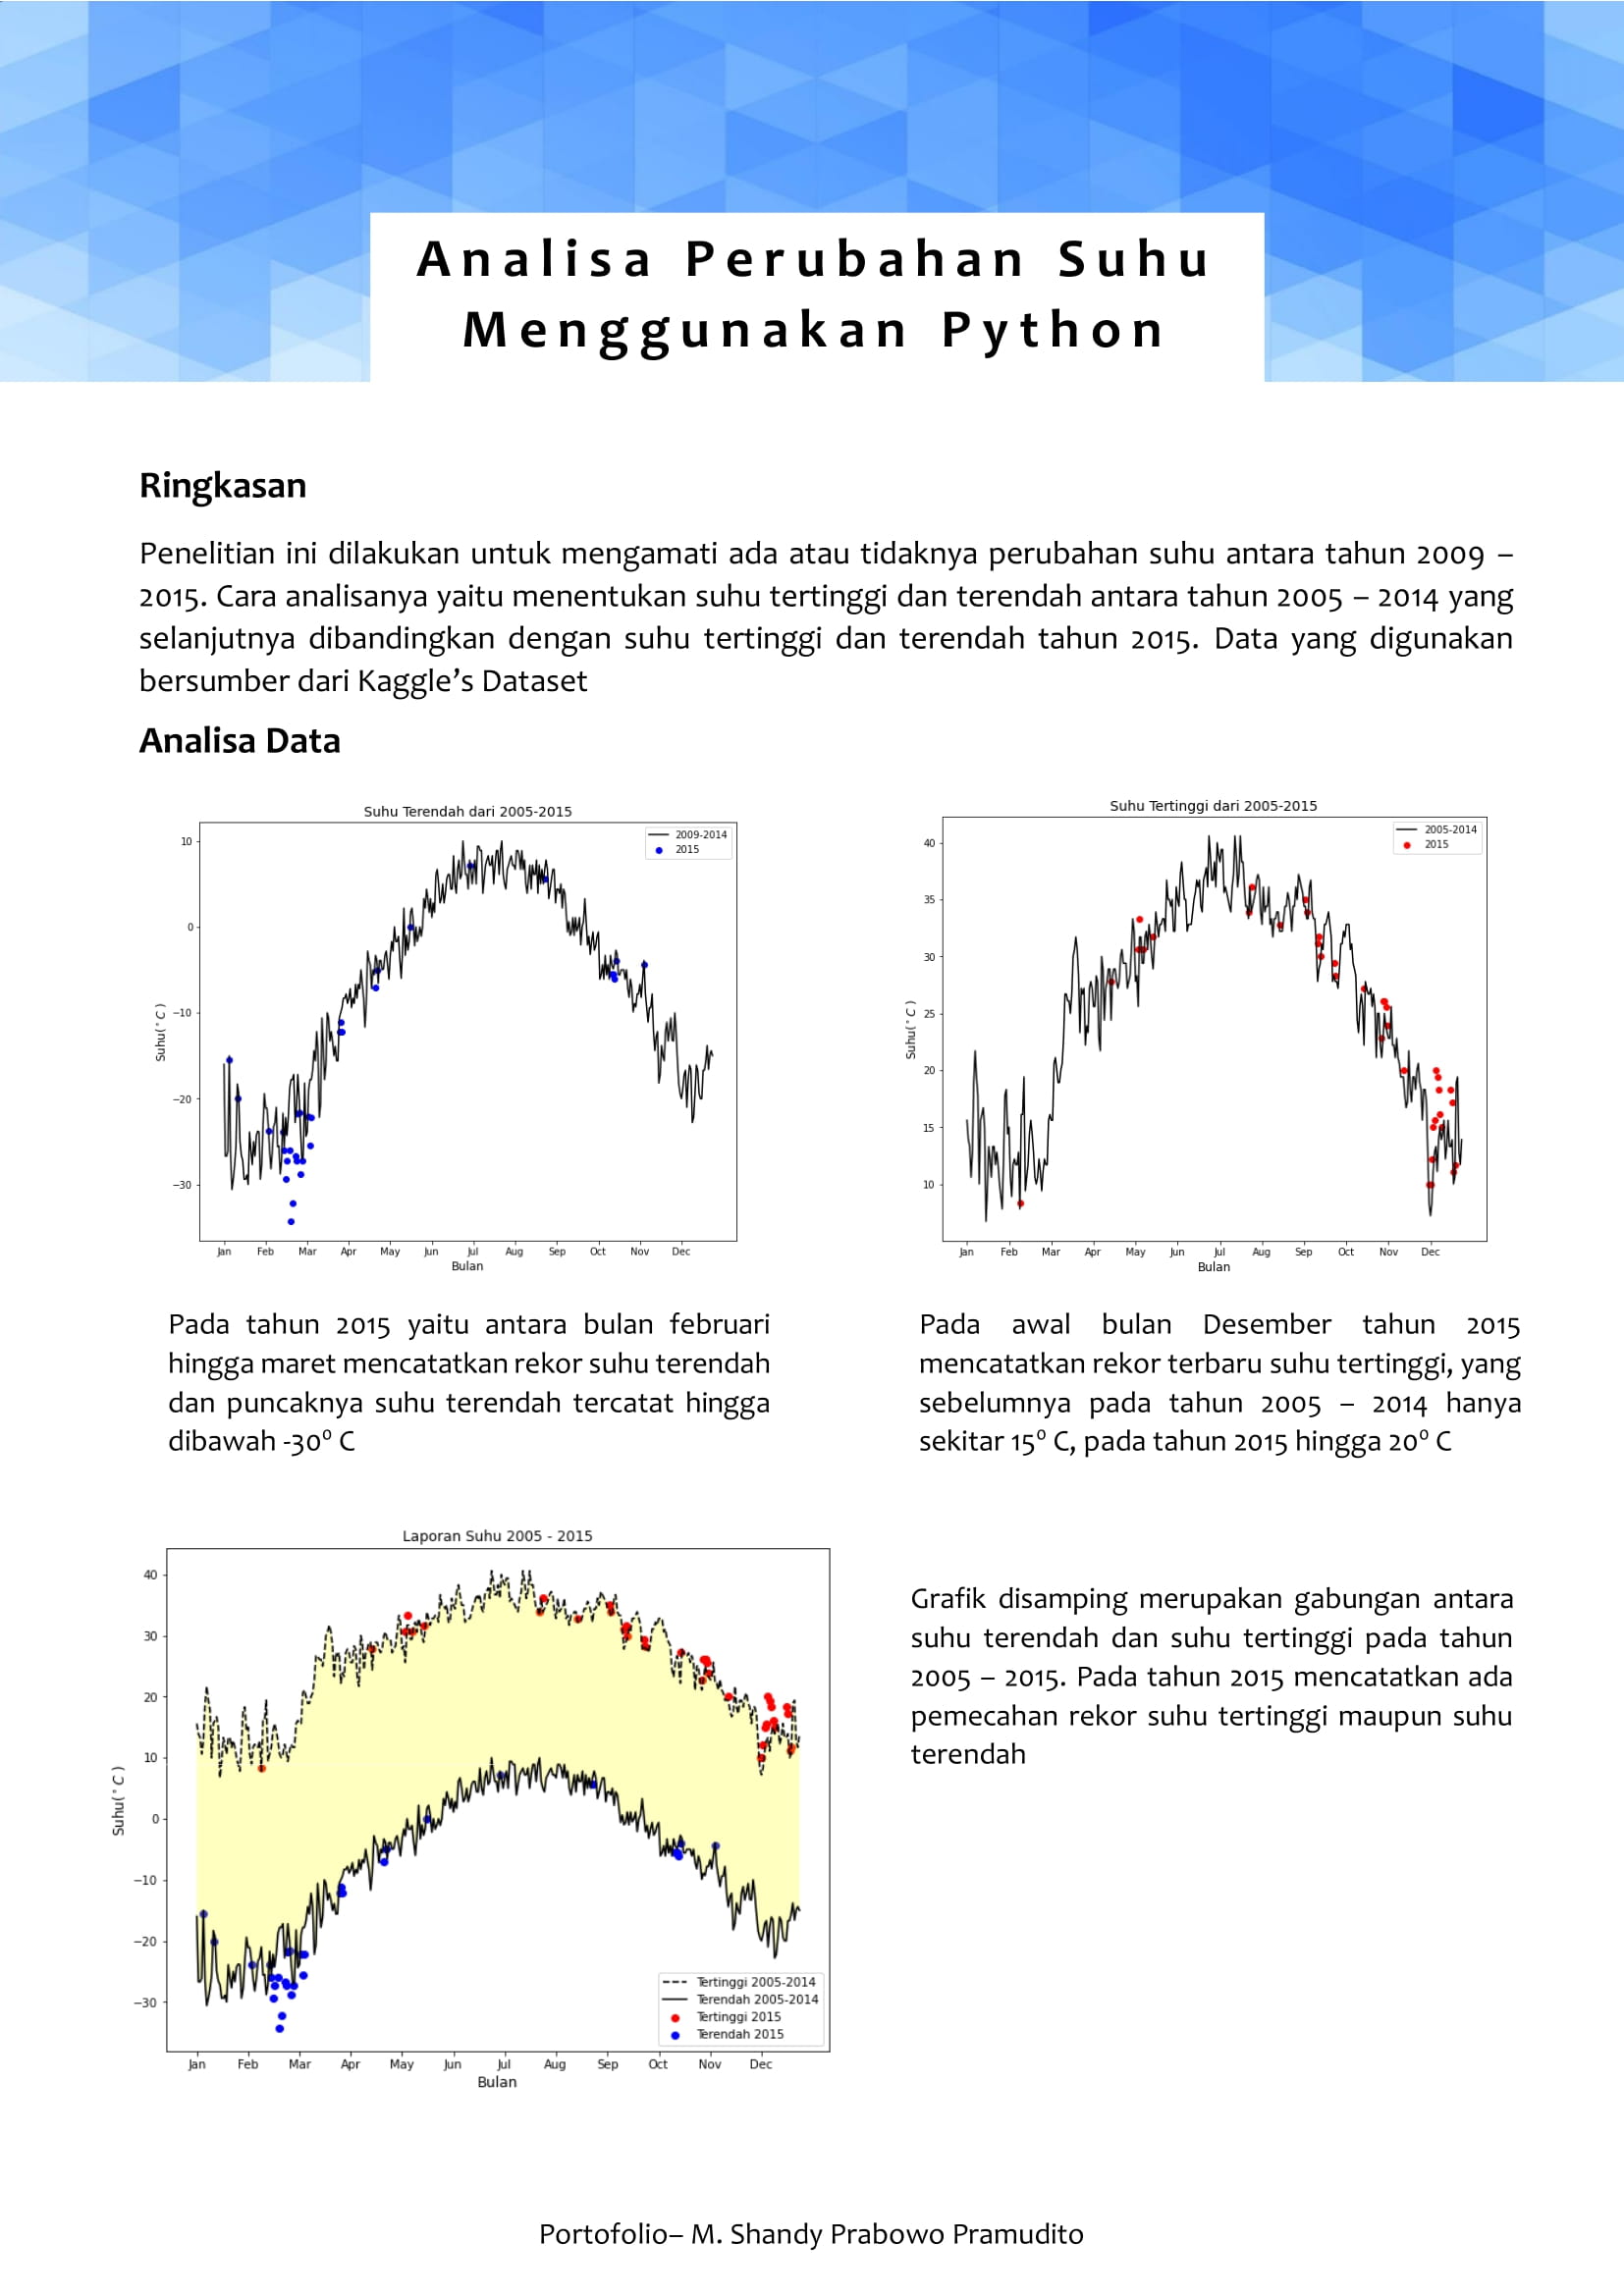 Analisa Perubahan Suhu
Menggunakan Python
Ringkasan
Penelitian ini dilakukan untuk mengamati ada atau tidaknya perubahan suhu antara tahun 2009 –
2015. Cara analisanya yaitu menentukan suhu tertinggi dan terendah antara tahun 2005 – 2014 yang
selanjutnya dibandingkan dengan suhu tertinggi dan terendah tahun 2015. Data yang digunakan
bersumber dari Kaggle’s Dataset
Analisa Data
Suhu Terendah dari 2005-2015
2009-2014
2015
10
0
−10
−20
−30
Suhu(°C)
Jan Feb Mar Apr May Jun Jul Aug Sep Oct Nov Dec
Bulan
Suhu Tertinggi dari 2005-2015
2005-2014
2015
40
35
30
25
20
15
10
Suhu(°C)
Jan Feb Mar Apr May Jun Jul Aug Sep Oct Nov Dec
Bulan
Pada tahun 2015 yaitu antara bulan februari
hingga maret mencatatkan rekor suhu terendah
dan puncaknya suhu terendah tercatat hingga
dibawah -30⁰ C
Pada awal bulan Desember tahun 2015
mencatatkan rekor terbaru suhu tertinggi, yang
sebelumnya pada tahun 2005 – 2014 hanya
sekitar 15⁰ C, pada tahun 2015 hingga 20⁰ C
Laporan Suhu 2005 - 2015
40
30
20
10
0
−10
−20
−30
Suhu(°C)
Tertinggi 2005-2014
Terendah 2005-2014
Tertinggi 2015
Terendah 2015
Jan Feb Mar Apr May Jun Jul Aug Sep Oct Nov Dec
Bulan
Grafik disamping merupakan gabungan antara
suhu terendah dan suhu tertinggi pada tahun
2005 – 2015. Pada tahun 2015 mencatatkan ada
pemecahan rekor suhu tertinggi maupun suhu
terendah
Portofolio– M. Shandy Prabowo Pramudito